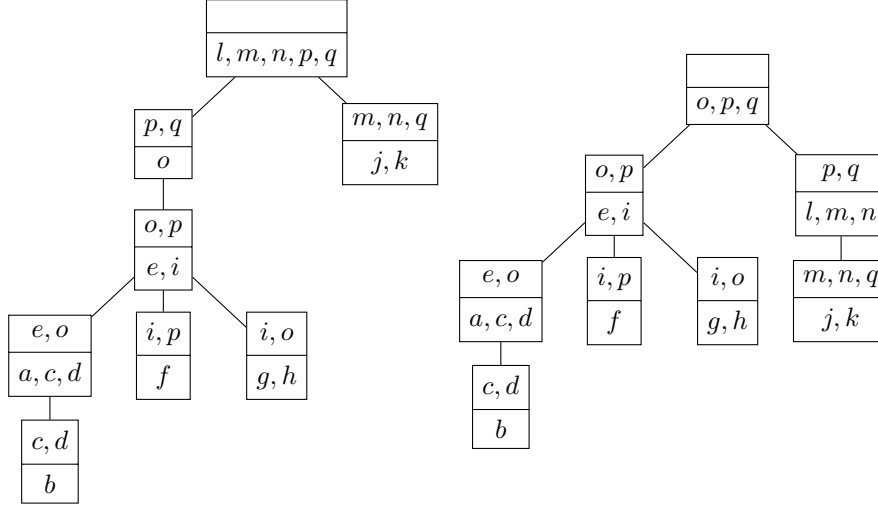 l, m, n, p, q
p, q
o
m, n, q
j, k
o, p
e, i
e, o
a, c, d
i, p
f
i, o
g, h
c, d
b
o, p, q
o, p
e, i
p, q
l, m, n
e, o
a, c, d
i, p
f
i, o
g, h
m, n, q
j, k
c, d
b